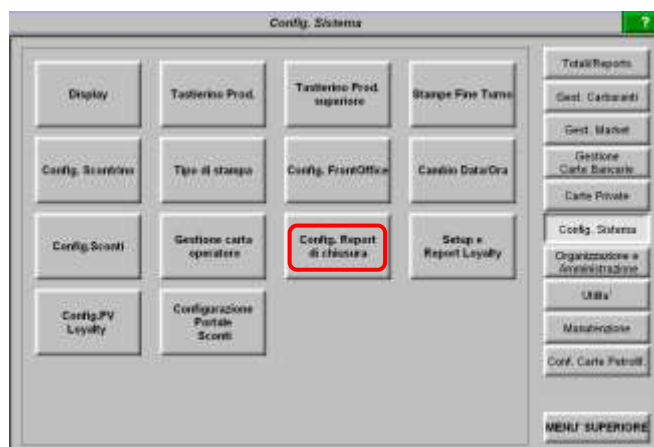 Config. Sistema
?
Display
Tastierino Prod.
Tastierino Prod.
superiore
Stampe Fine Turno
Config. Scontrino
Tipo di stampa
Config. FrontOffice
Cambio Data/Ora
Config.Sconti
Gestione carta
operatore
Config. Report
di chiusura
Setup e
Report Loyalty
Config.PV
Loyalty
Configurazione
Portale
Sconti
Totali/Reports
Gest. Carburanti
Gest. Market
Gestione
Carte Bancarie
Carte Private
Config. Sistema
Organizzazione e
Amministrazione
Utilita'
Manutenzione
Conf. Carte Petrolif.
MENU' SUPERIORE